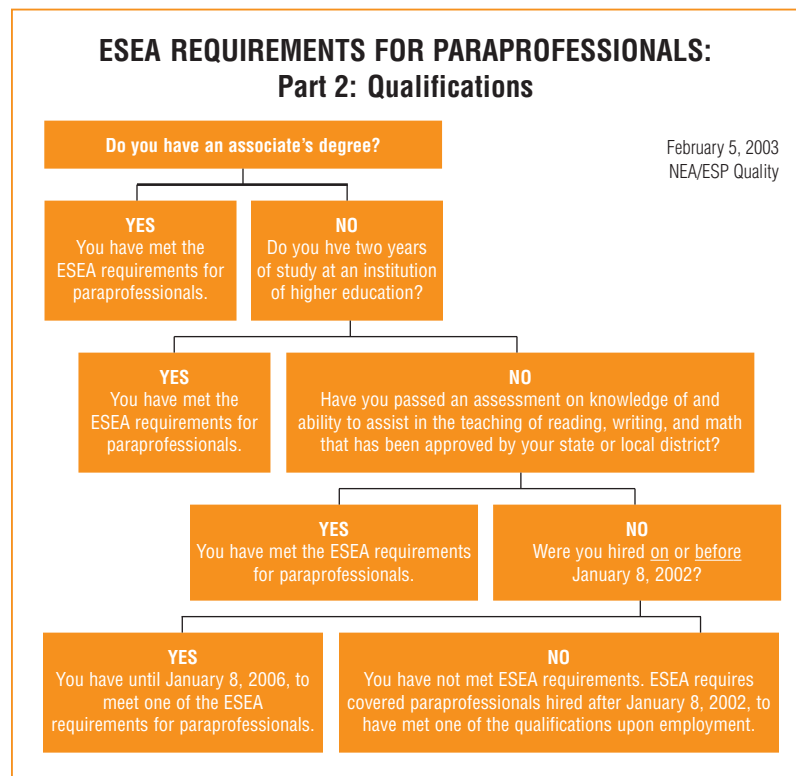 ESEA REQUIREMENTS FOR PARAPROFESSIONALS:
Part 2: Qualifications
Do you have an associate's degree?
February 5, 2003
NEA/ESP Quality
YES
You have met the
ESEA requirements for
paraprofessionals.
NO
Do you hve two years
of study at an institution
of higher education?
YES
You have met the
ESEA requirements for
paraprofessionals.
NO
Have you passed an assessment on knowledge of and
ability to assist in the teaching of reading, writing, and math
that has been approved by your state or local district?
YES
You have met the ESEA requirements
for paraprofessionals.
NO
Were you hired on or before
January 8, 2002?
YES
You have until January 8, 2006, to
meet one of the ESEA
requirements for paraprofessionals.
NO
You have not met ESEA requirements. ESEA requires
covered paraprofessionals hired after January 8, 2002, to
have met one of the qualifications upon employment.